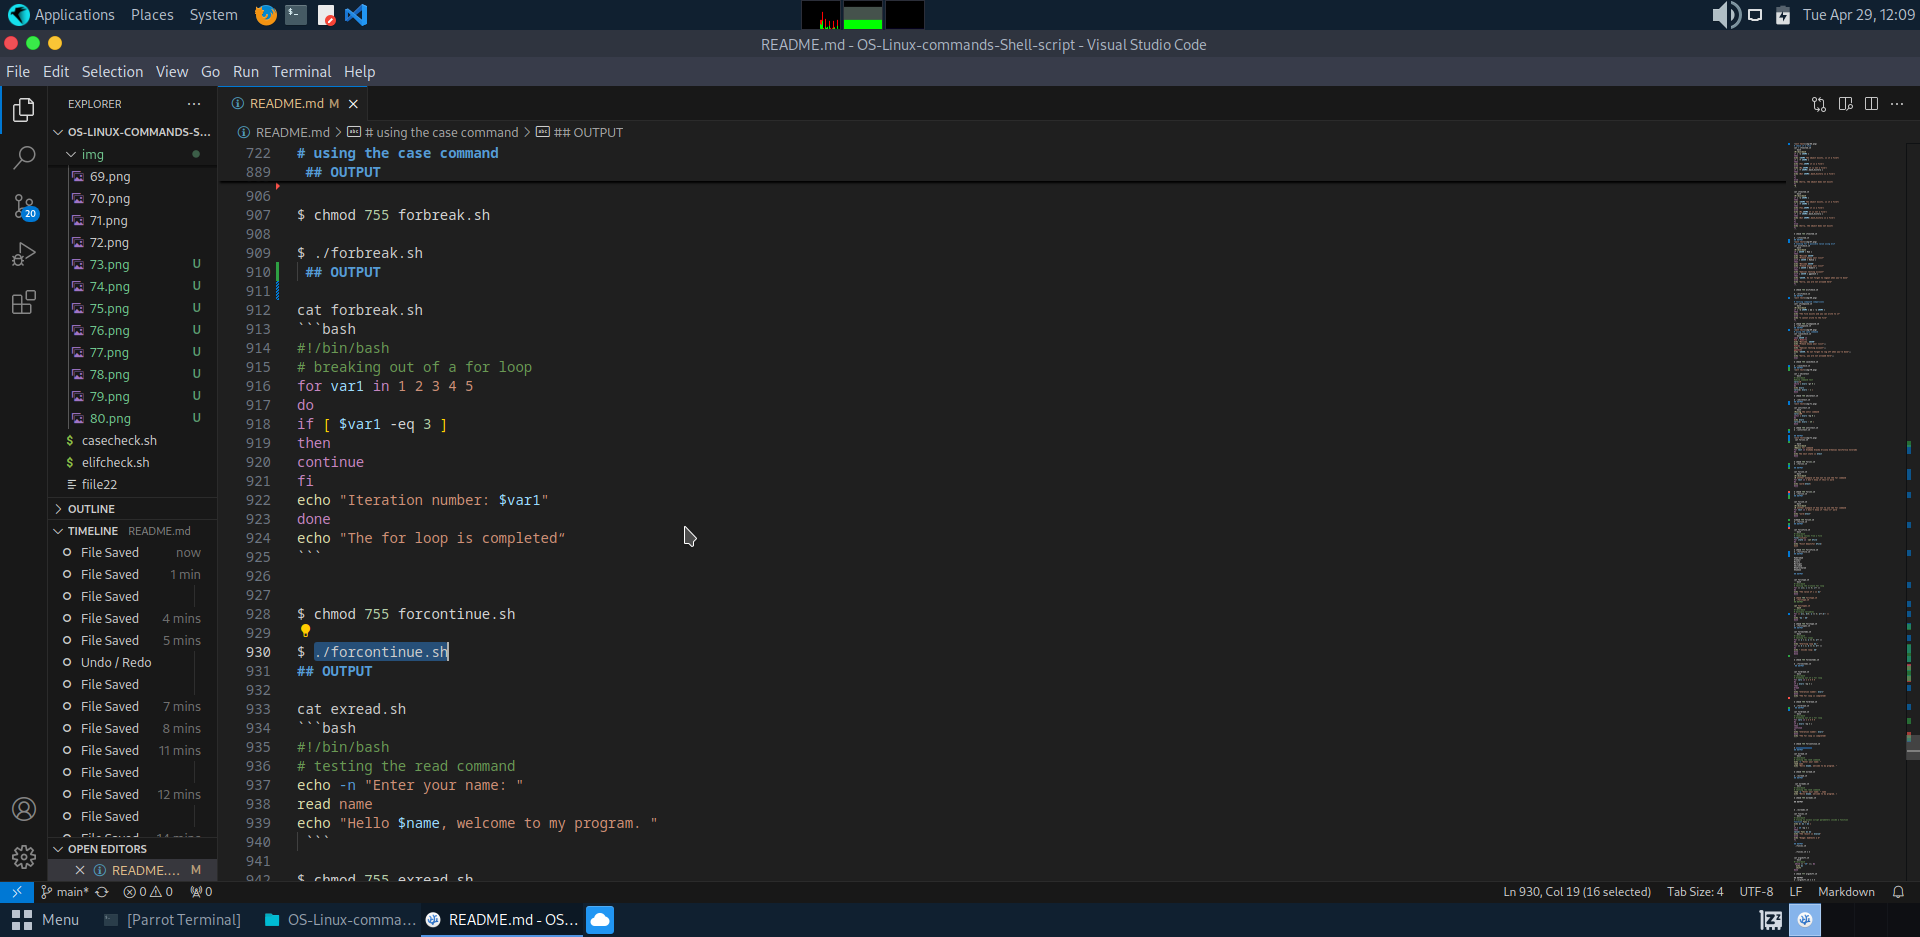 Applications Places System Tue Apr 29, 12:09
README.md - OS-Linux-commands-Shell-script - Visual Studio Code
File Edit Selection View Go Run Terminal Help
EXPLORER ···
README.md M
OS-LINUX-COMMANDS-S...
README.md > # using the case command > ## OUTPUT
img
69.png
70.png
71.png
72.png
73.png U
74.png U
75.png U
76.png U
77.png U
78.png U
79.png U
80.png U
casecheck.sh
elifcheck.sh
fiile22
OUTLINE
TIMELINE README.md
File Saved now
File Saved 1 min
File Saved
File Saved 4 mins
File Saved 5 mins
Undo / Redo
File Saved
File Saved 7 mins
File Saved 8 mins
File Saved 11 mins
File Saved
File Saved 12 mins
File Saved
OPEN EDITORS
README.... M
20
722 # using the case command
889 ## OUTPUT
906
907 $ chmod 755 forbreak.sh
908
909 $ ./forbreak.sh
910 ## OUTPUT
911
912 cat forbreak.sh
913 ```bash
914 #!/bin/bash
915 # breaking out of a for loop
916 for var1 in 1 2 3 4 5
917 do
918 if [ $var1 -eq 3 ]
919 then
920 continue
921 fi
922 echo "Iteration number: $var1"
923 done
924 echo "The for loop is completed“
925 ```
926
927
928 $ chmod 755 forcontinue.sh
929
930 $ ./forcontinue.sh
931 ## OUTPUT
932
933 cat exread.sh
934 ```bash
935 #!/bin/bash
936 # testing the read command
937 echo -n "Enter your name: "
938 read name
939 echo "Hello $name, welcome to my program. "
940 ```
941
942 $ chmod 755 exread.sh
main* 0 0 0 Ln 930, Col 19 (16 selected) Tab Size: 4 UTF-8 LF Markdown
Menu [Parrot Terminal] OS-Linux-comma... README.md - OS...